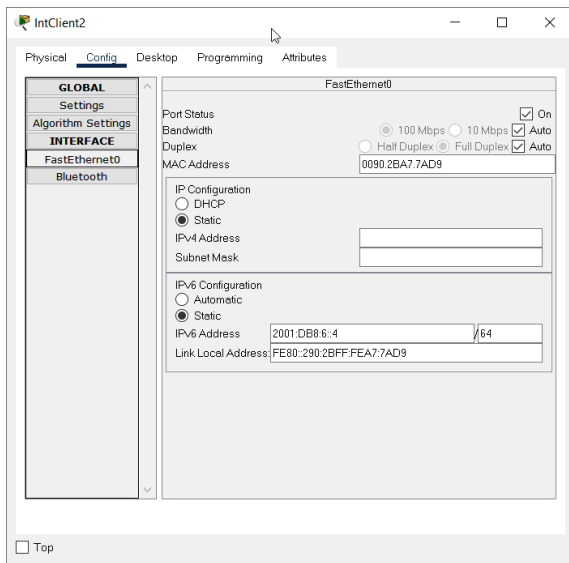 IntClient2
Physical Config Desktop Programming Attributes
GLOBAL
Settings
Algorithm Settings
INTERFACE
FastEthernet0
Bluetooth
FastEthernet0
Port Status On
Bandwidth 100 Mbps 10 Mbps Auto
Duplex Half Duplex Full Duplex Auto
MAC Address 0090.2BA7.7AD9
IP Configuration
DHCP
Static
IPv4 Address
Subnet Mask
IPv6 Configuration
Automatic
Static
IPv6 Address 2001:DB8:6::4 / 64
Link Local Address: FE80::290:2BFF:FEA7:7AD9
Top